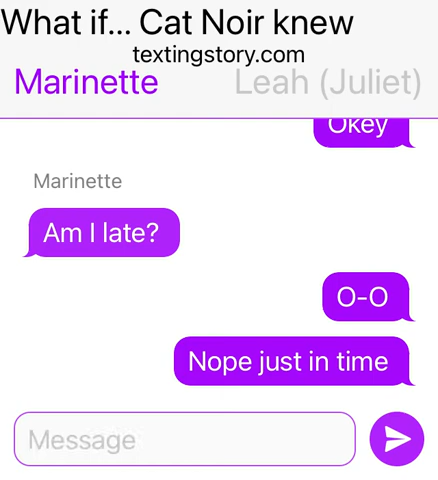 What if... Cat Noir knew
textingstory.com
Marinette Leah (Juliet)
Okey
Marinette
Am I late?
O-O
Nope just in time
Message